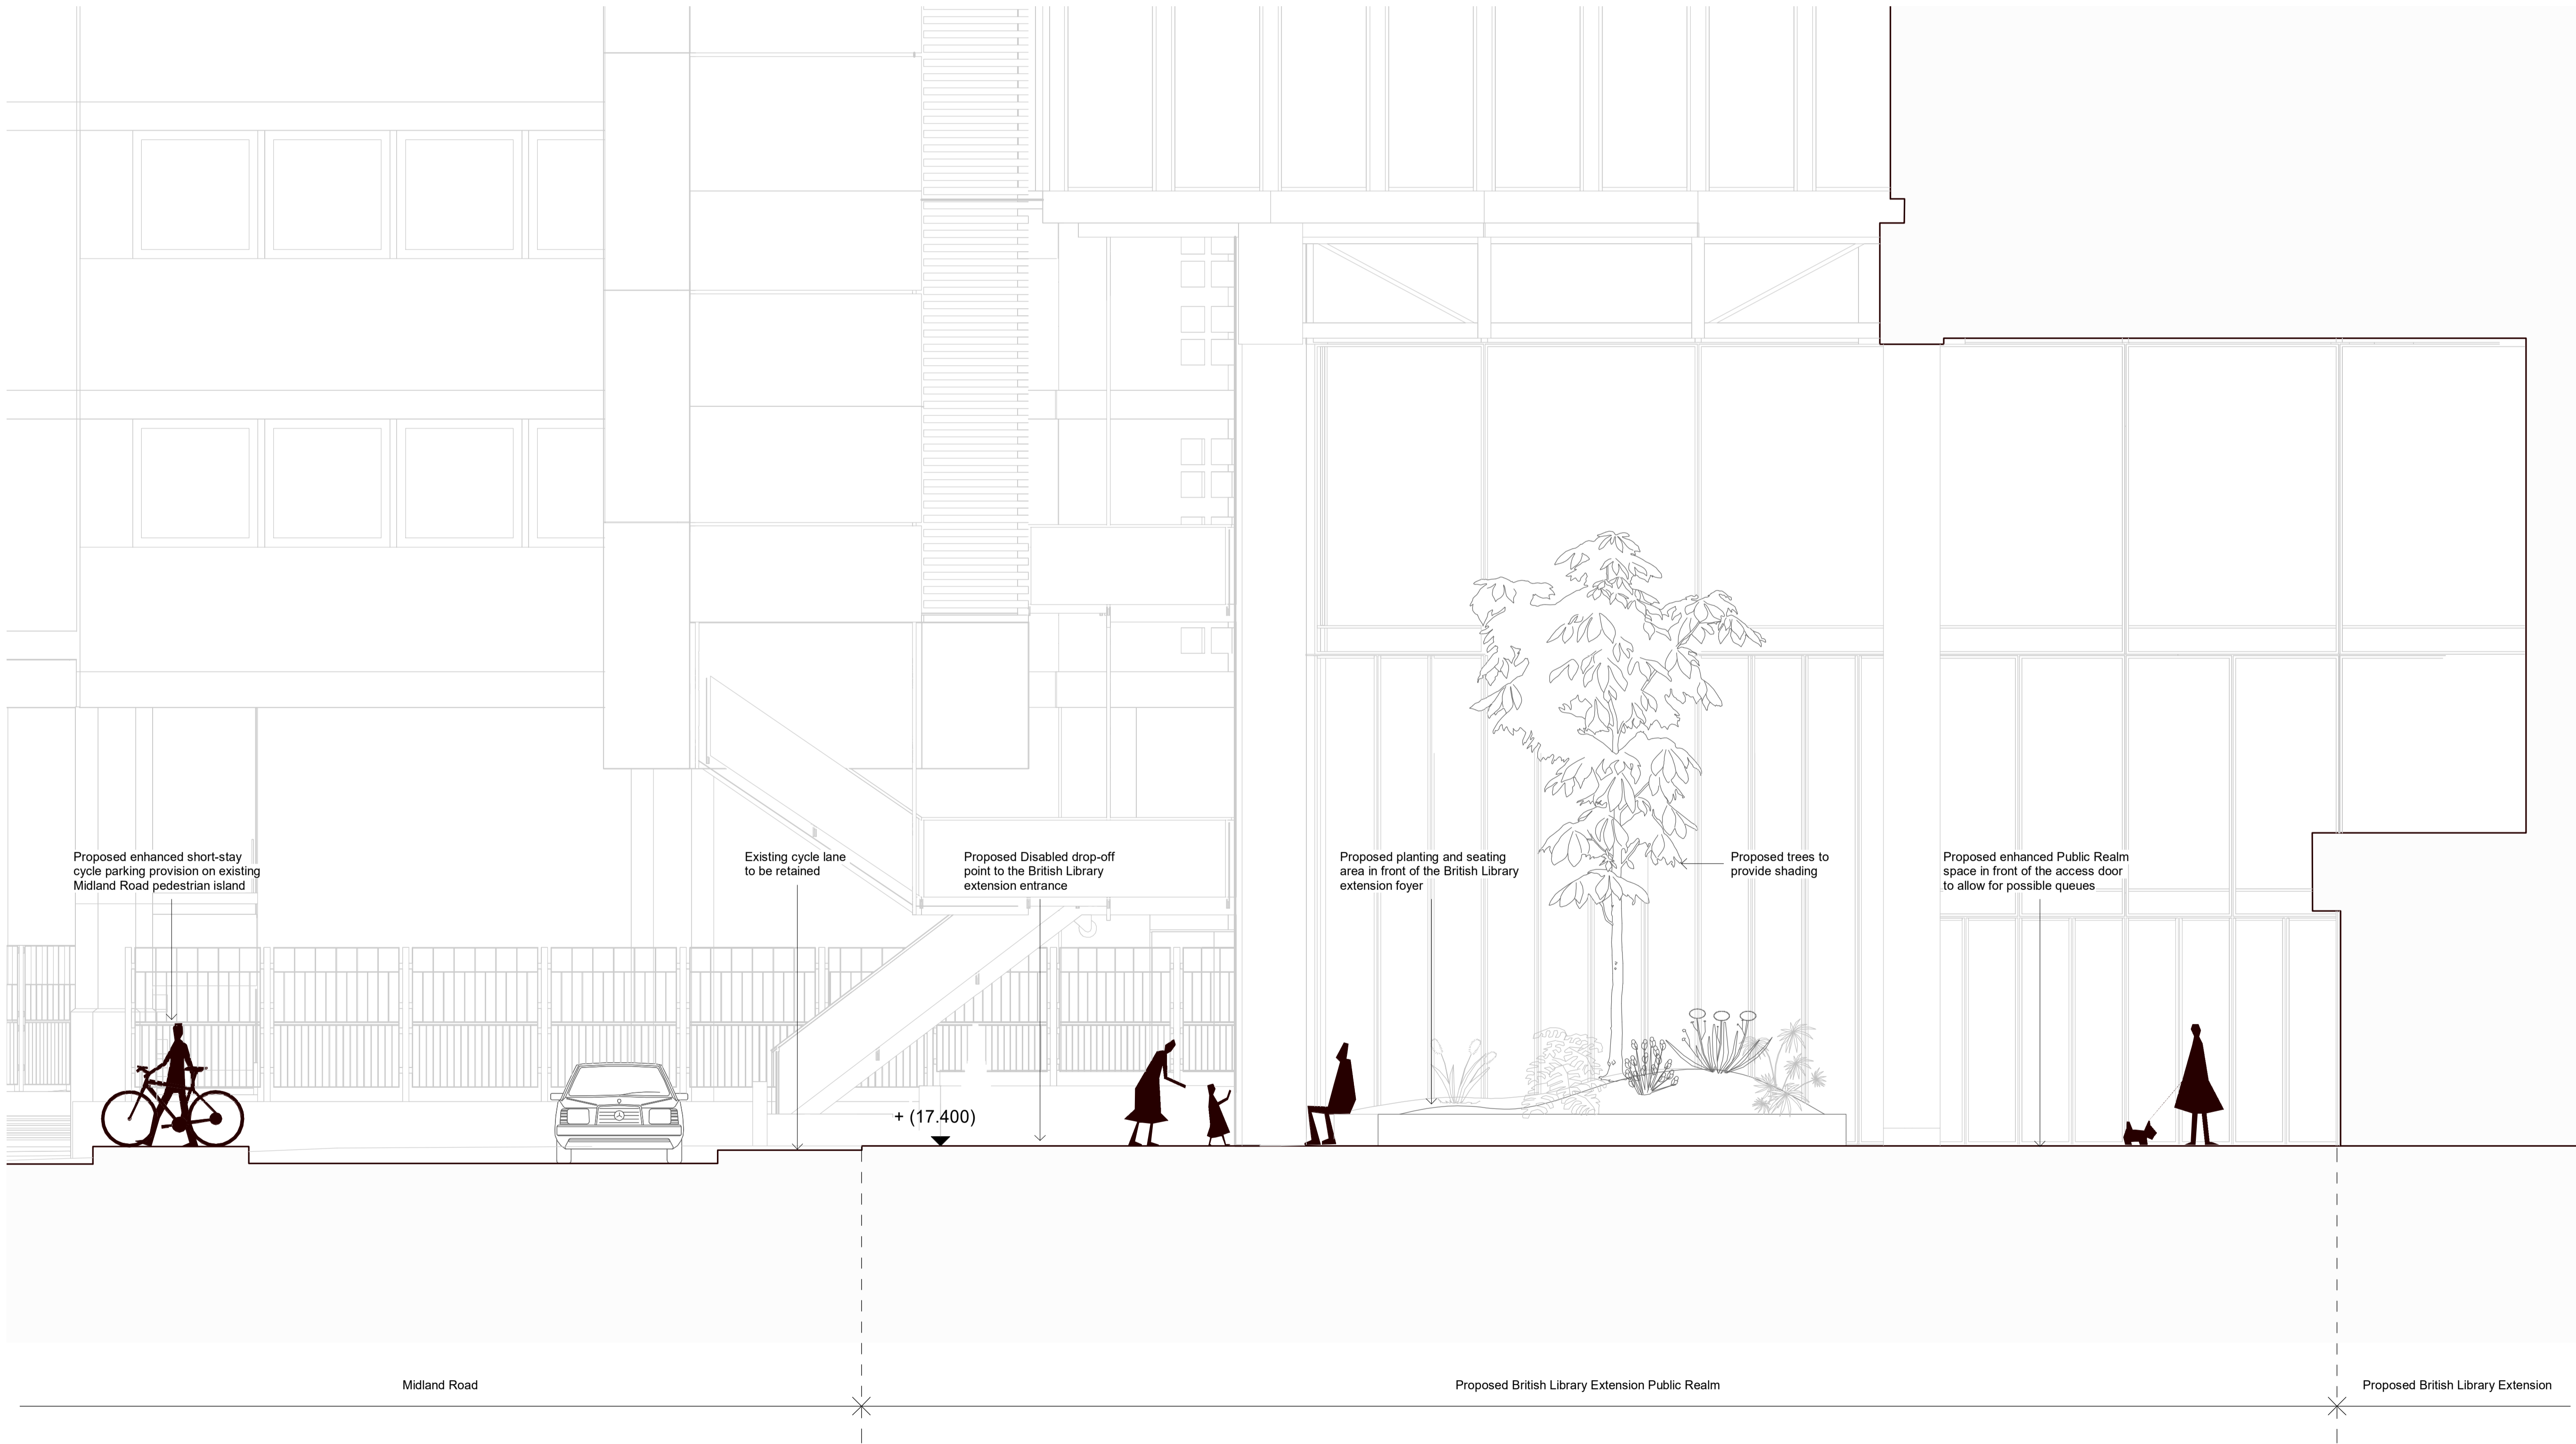 Proposed enhanced short-stay
cycle parking provision on existing
Midland Road pedestrian island
Existing cycle lane
to be retained
Proposed Disabled drop-off
point to the British Library
extension entrance
Proposed planting and seating
area in front of the British Library
extension foyer
Proposed trees to
provide shading
Proposed enhanced Public Realm
space in front of the access door
to allow for possible queues
+ (17.400)
Midland Road
Proposed British Library Extension Public Realm
Proposed British Library Extension